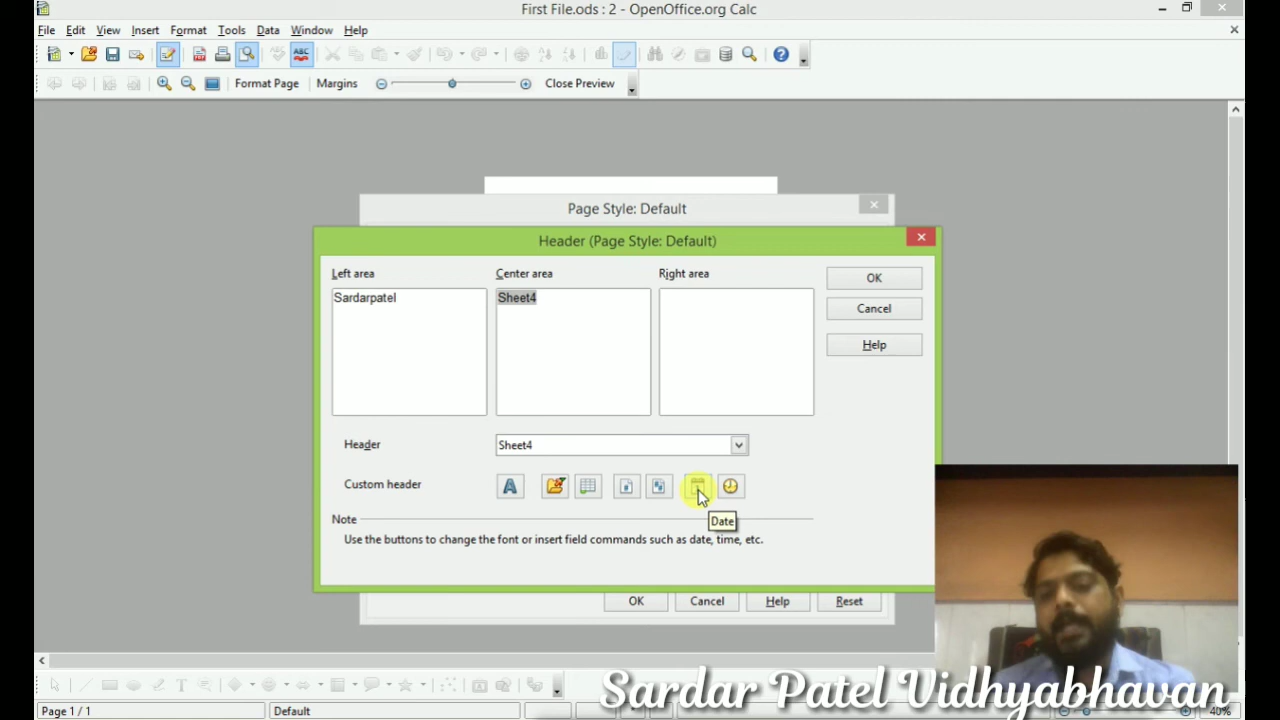 First File.ods : 2 - OpenOffice.org Calc
File Edit View Insert Format Tools Data Window Help
Format Page Margins Close Preview
Page Style: Default
Header (Page Style: Default)
Left area Center area Right area
OK
Sardarpatel Sheet4
Cancel
Help
Header Sheet4
Custom header
Date
Note
Use the buttons to change the font or insert field commands such as date, time, etc.
OK Cancel Help Reset
Sardar Patel Vidhyabhavan
Page 1 / 1 Default 40%